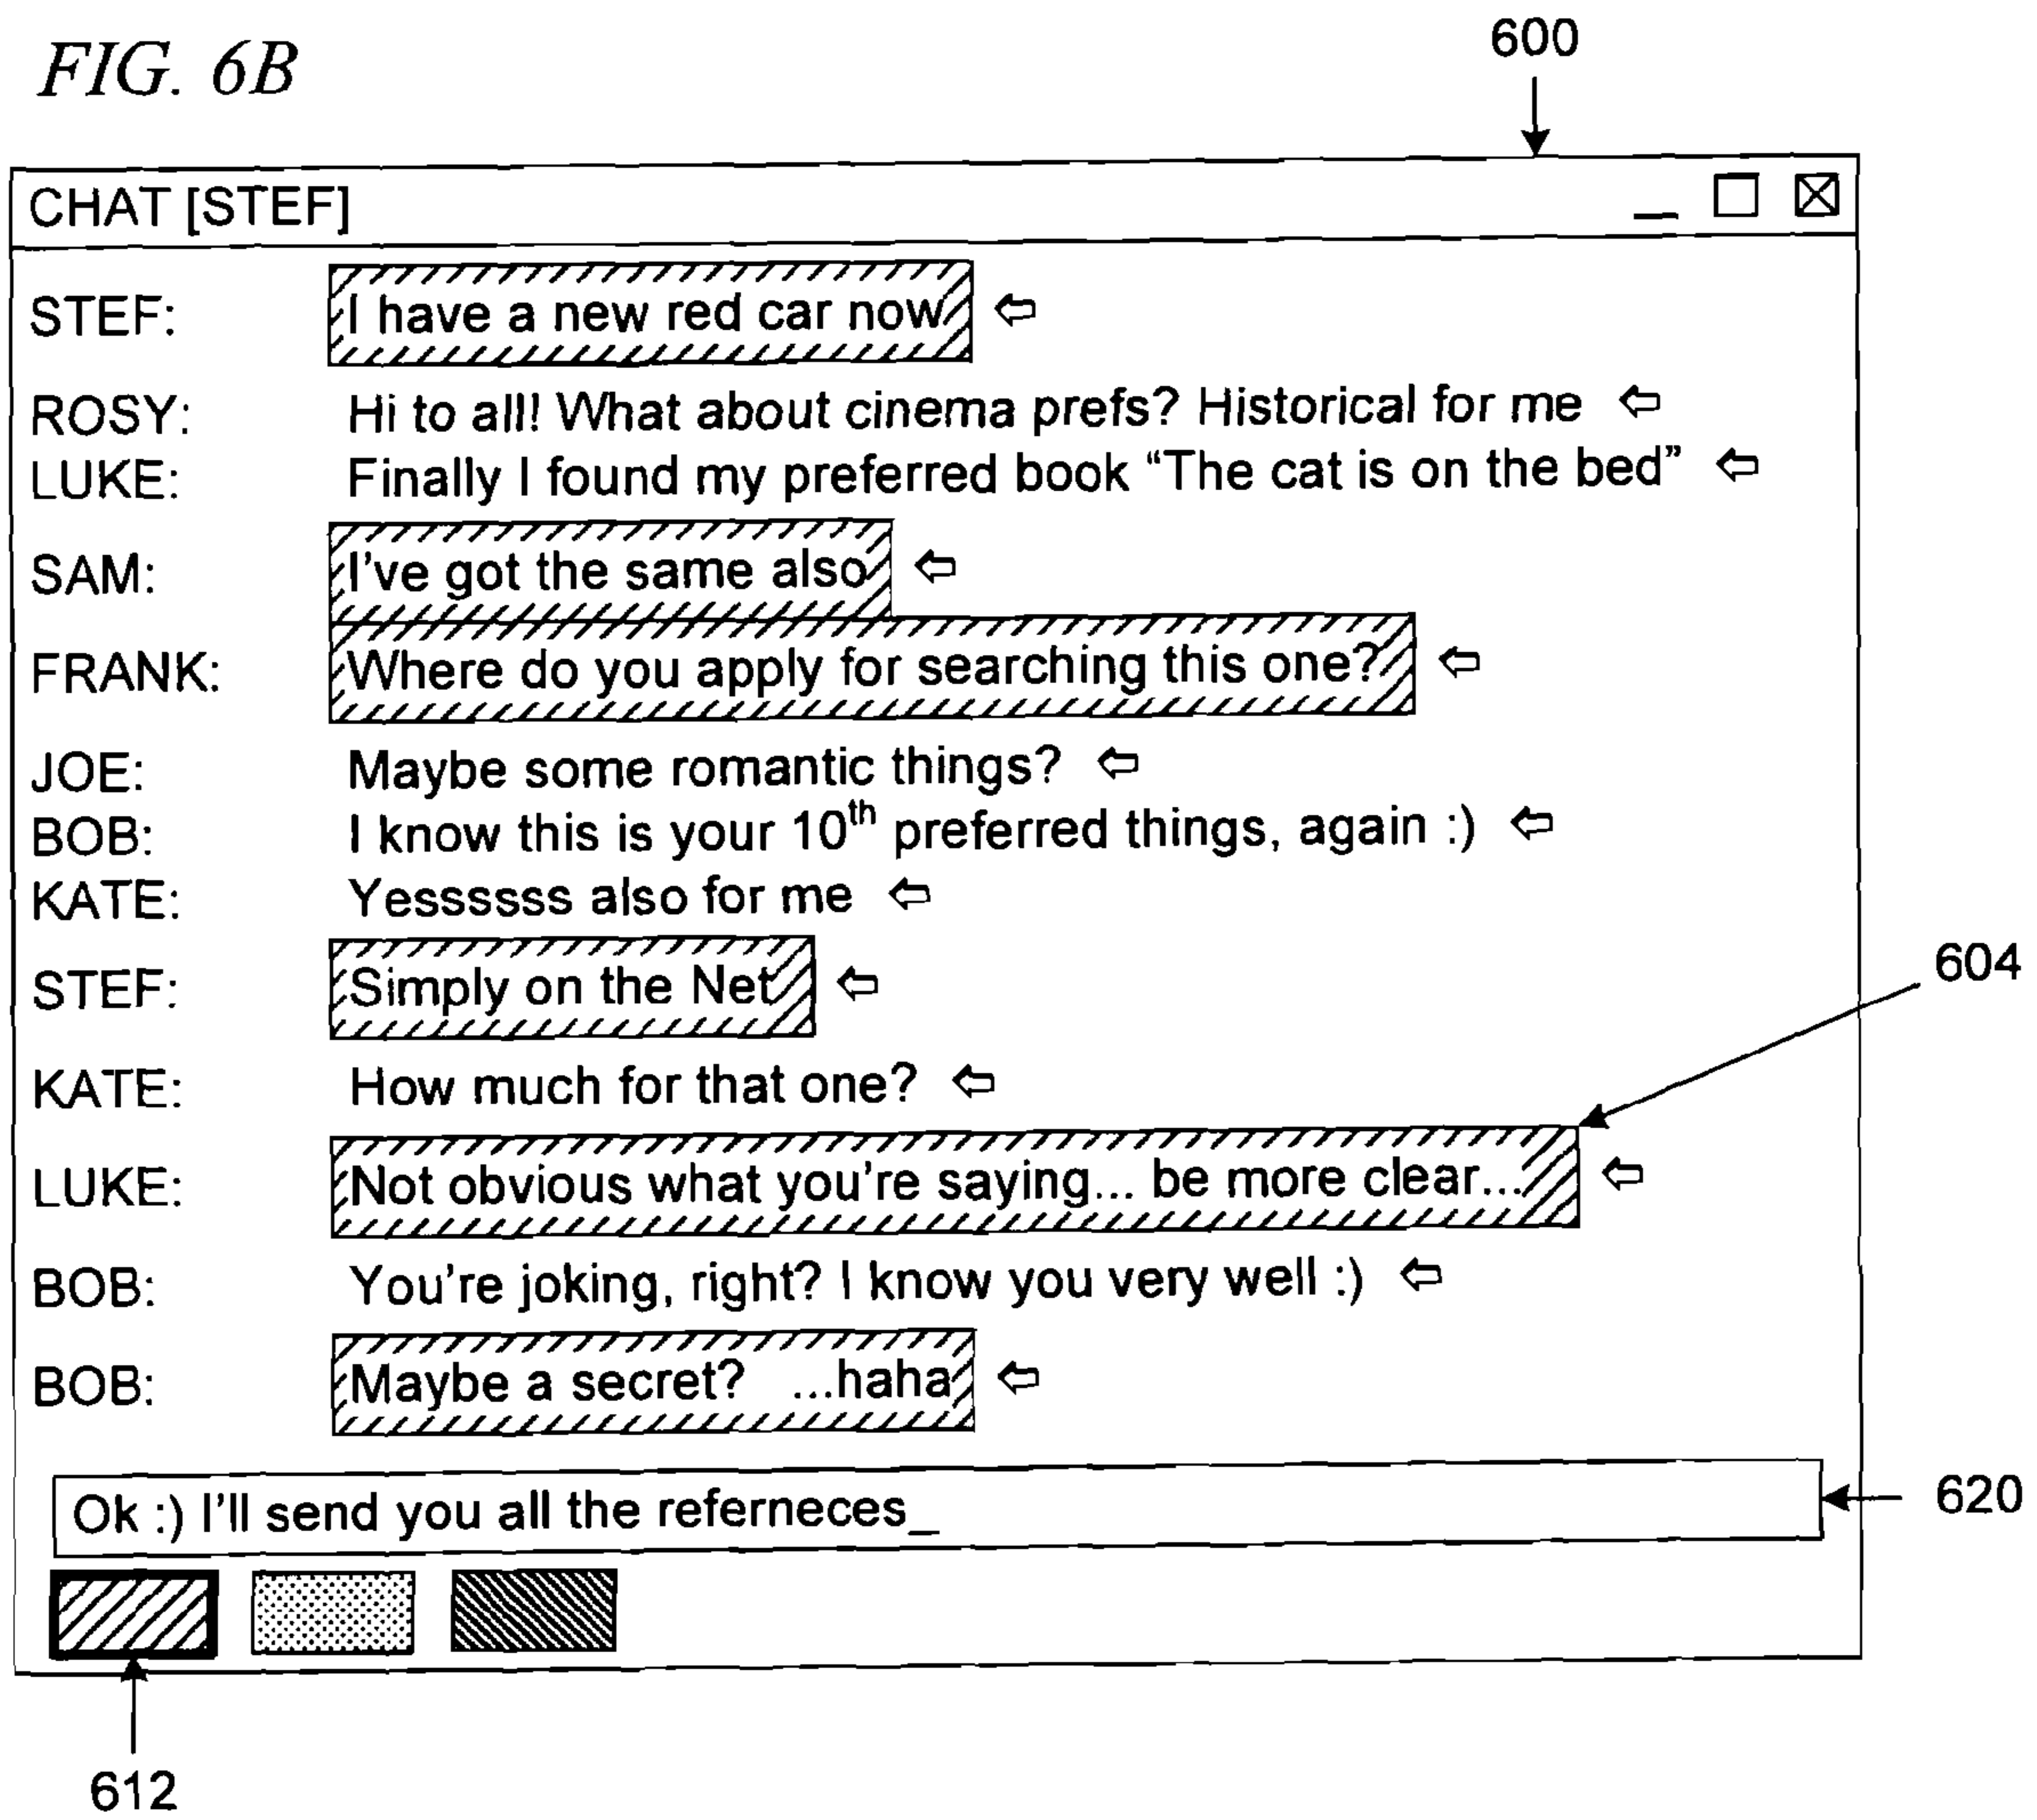 FIG. 6B
600
CHAT [STEF]
STEF: I have a new red car now
ROSY: Hi to all! What about cinema prefs? Historical for me
LUKE: Finally I found my preferred book “The cat is on the bed”
SAM: I've got the same also
FRANK: Where do you apply for searching this one?
JOE: Maybe some romantic things?
BOB: I know this is your 10th preferred things, again :)
KATE: Yessssss also for me
STEF: Simply on the Net
604
KATE: How much for that one?
LUKE: Not obvious what you're saying... be more clear...
BOB: You're joking, right? I know you very well :)
BOB: Maybe a secret? ...haha
Ok :) I'll send you all the referneces_
620
612